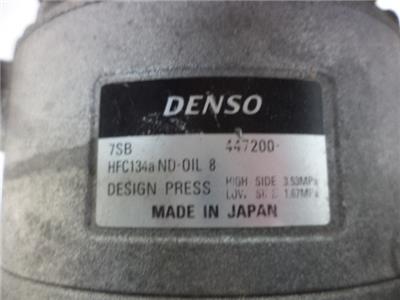 DENSO
7SB 447200-
HFC134a ND-OIL 8
DESIGN PRESS HIGH SIDE 3.53MPa
LOW SIDE 1.67MPa
MADE IN JAPAN